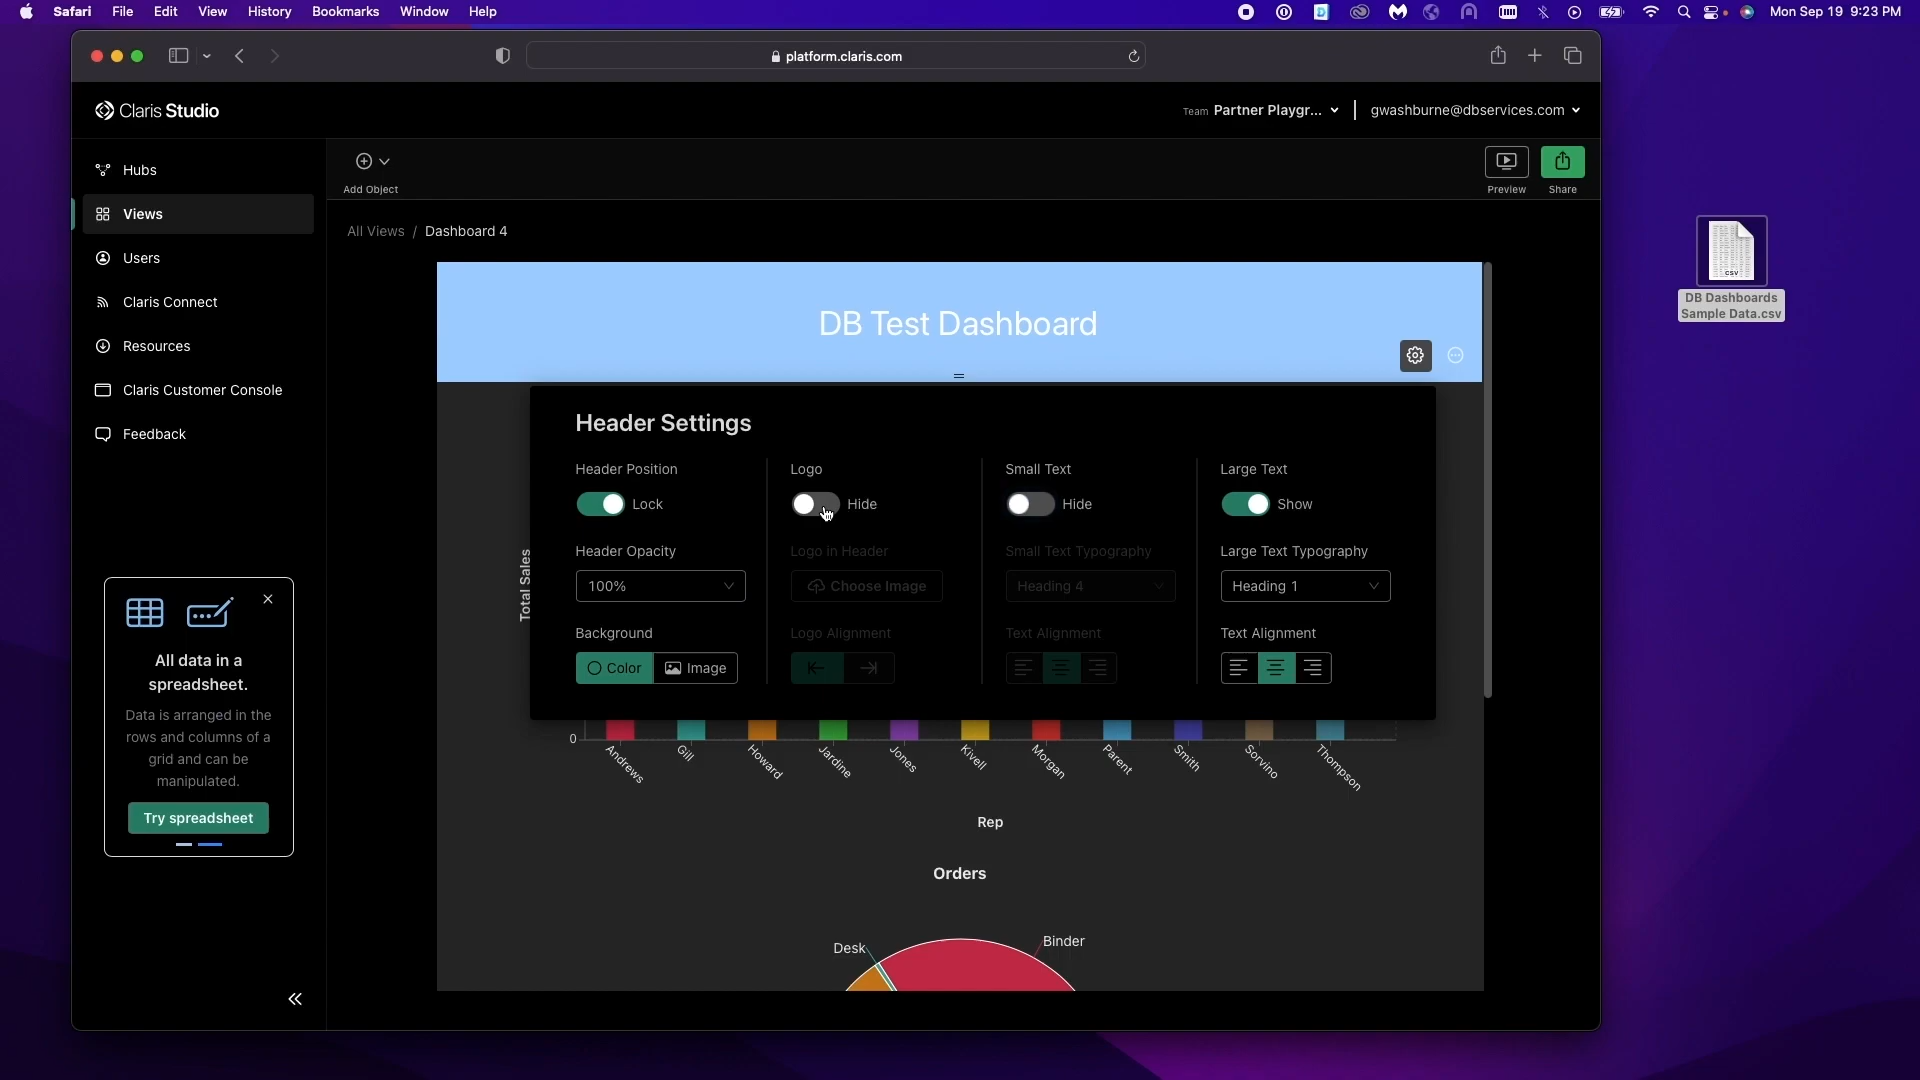 Safari File Edit View History Bookmarks Window Help
Mon Sep 19 9:23 PM
platform.claris.com
Claris Studio
Team Partner Playgr...
gwashburne@dbservices.com
Hubs
Views
Users
Claris Connect
Resources
Claris Customer Console
Feedback
All data in a
spreadsheet.
Data is arranged in the
rows and columns of a
grid and can be
manipulated.
Try spreadsheet
Add Object
Preview
Share
All Views / Dashboard 4
DB Test Dashboard
Header Settings
Header Position
Lock
Header Opacity
100%
Background
Color
Image
Logo
Hide
Logo in Header
Choose Image
Logo Alignment
Small Text
Hide
Small Text Typography
Heading 4
Text Alignment
Large Text
Show
Large Text Typography
Heading 1
Text Alignment
Total Sales
0
Andrews
Gill
Howard
Jardine
Jones
Kivell
Morgan
Parent
Smith
Sorvino
Thompson
Rep
Orders
Desk
Binder
CSV
DB Dashboards
Sample Data.csv